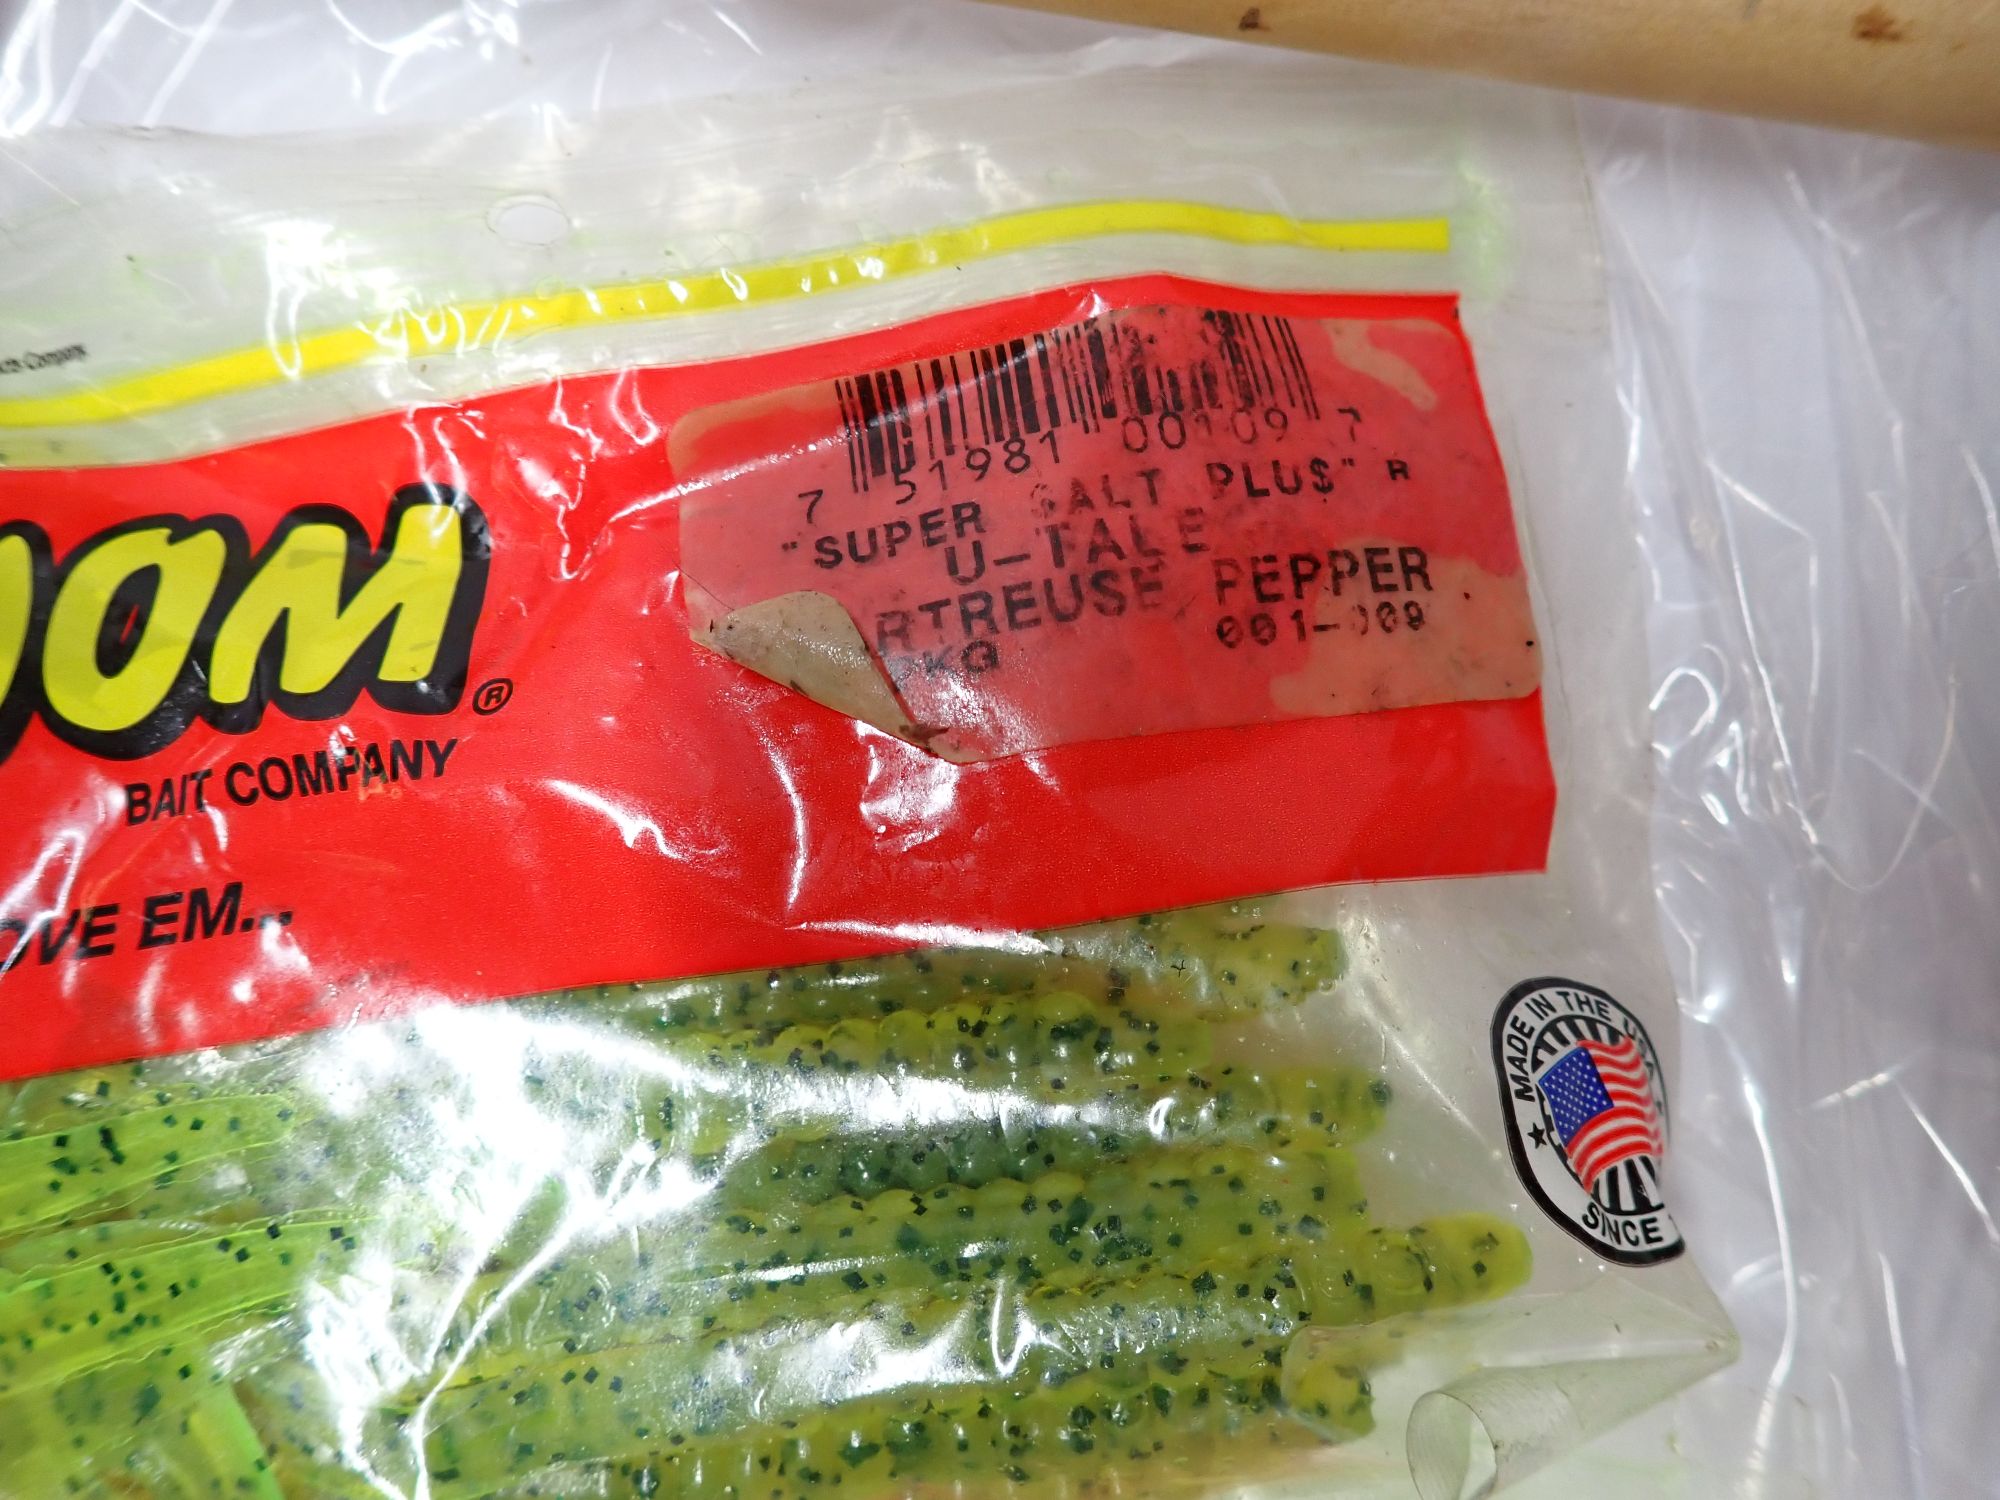 OOM®
BAIT COMPANY
OVE EM...
7 51981 00109 7
"SUPER SALT PLUS" R
U-TALE
RTREUSE PEPPER
PKG 001-009
MADE IN THE USA
SINCE